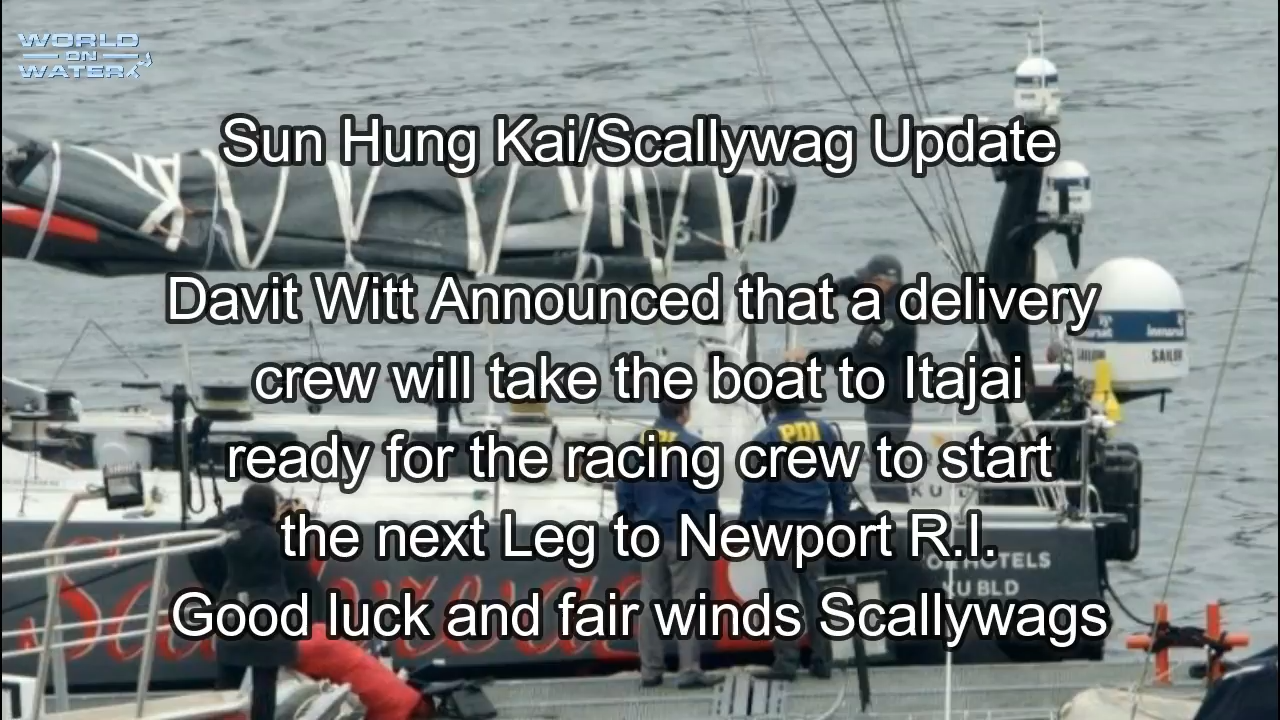 WORLD
ON
WATER
Sun Hung Kai/Scallywag Update
Davit Witt Announced that a delivery
crew will take the boat to Itajai
ready for the racing crew to start
the next Leg to Newport R.I.
Good luck and fair winds Scallywags
PDI
SAILOR
HOTELS
KU BLD